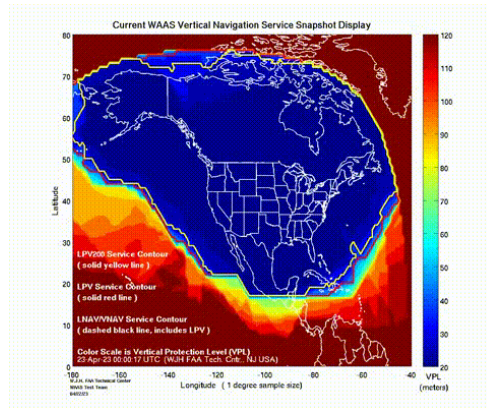 Current WAAS Vertical Navigation Service Snapshot Display
80
70
60
50
40
30
20
10
0
Latitude
LPV200 Service Contour
( solid yellow line )
LPV Service Contour
( solid red line )
LNAV/VNAV Service Contour
( dashed black line, includes LPV )
Color Scale is Vertical Protection Level (VPL)
23-Apr-23 00:00:17 UTC (WJH FAA Tech. Cntr., NJ USA)
-180 -160 -140 -120 -100 -80 -60 -40
Longitude ( 1 degree sample size)
W.J.H. FAA Technical Center
WAAS Test Team
04/22/23
120
110
100
90
80
70
60
50
40
30
20
VPL
(meters)